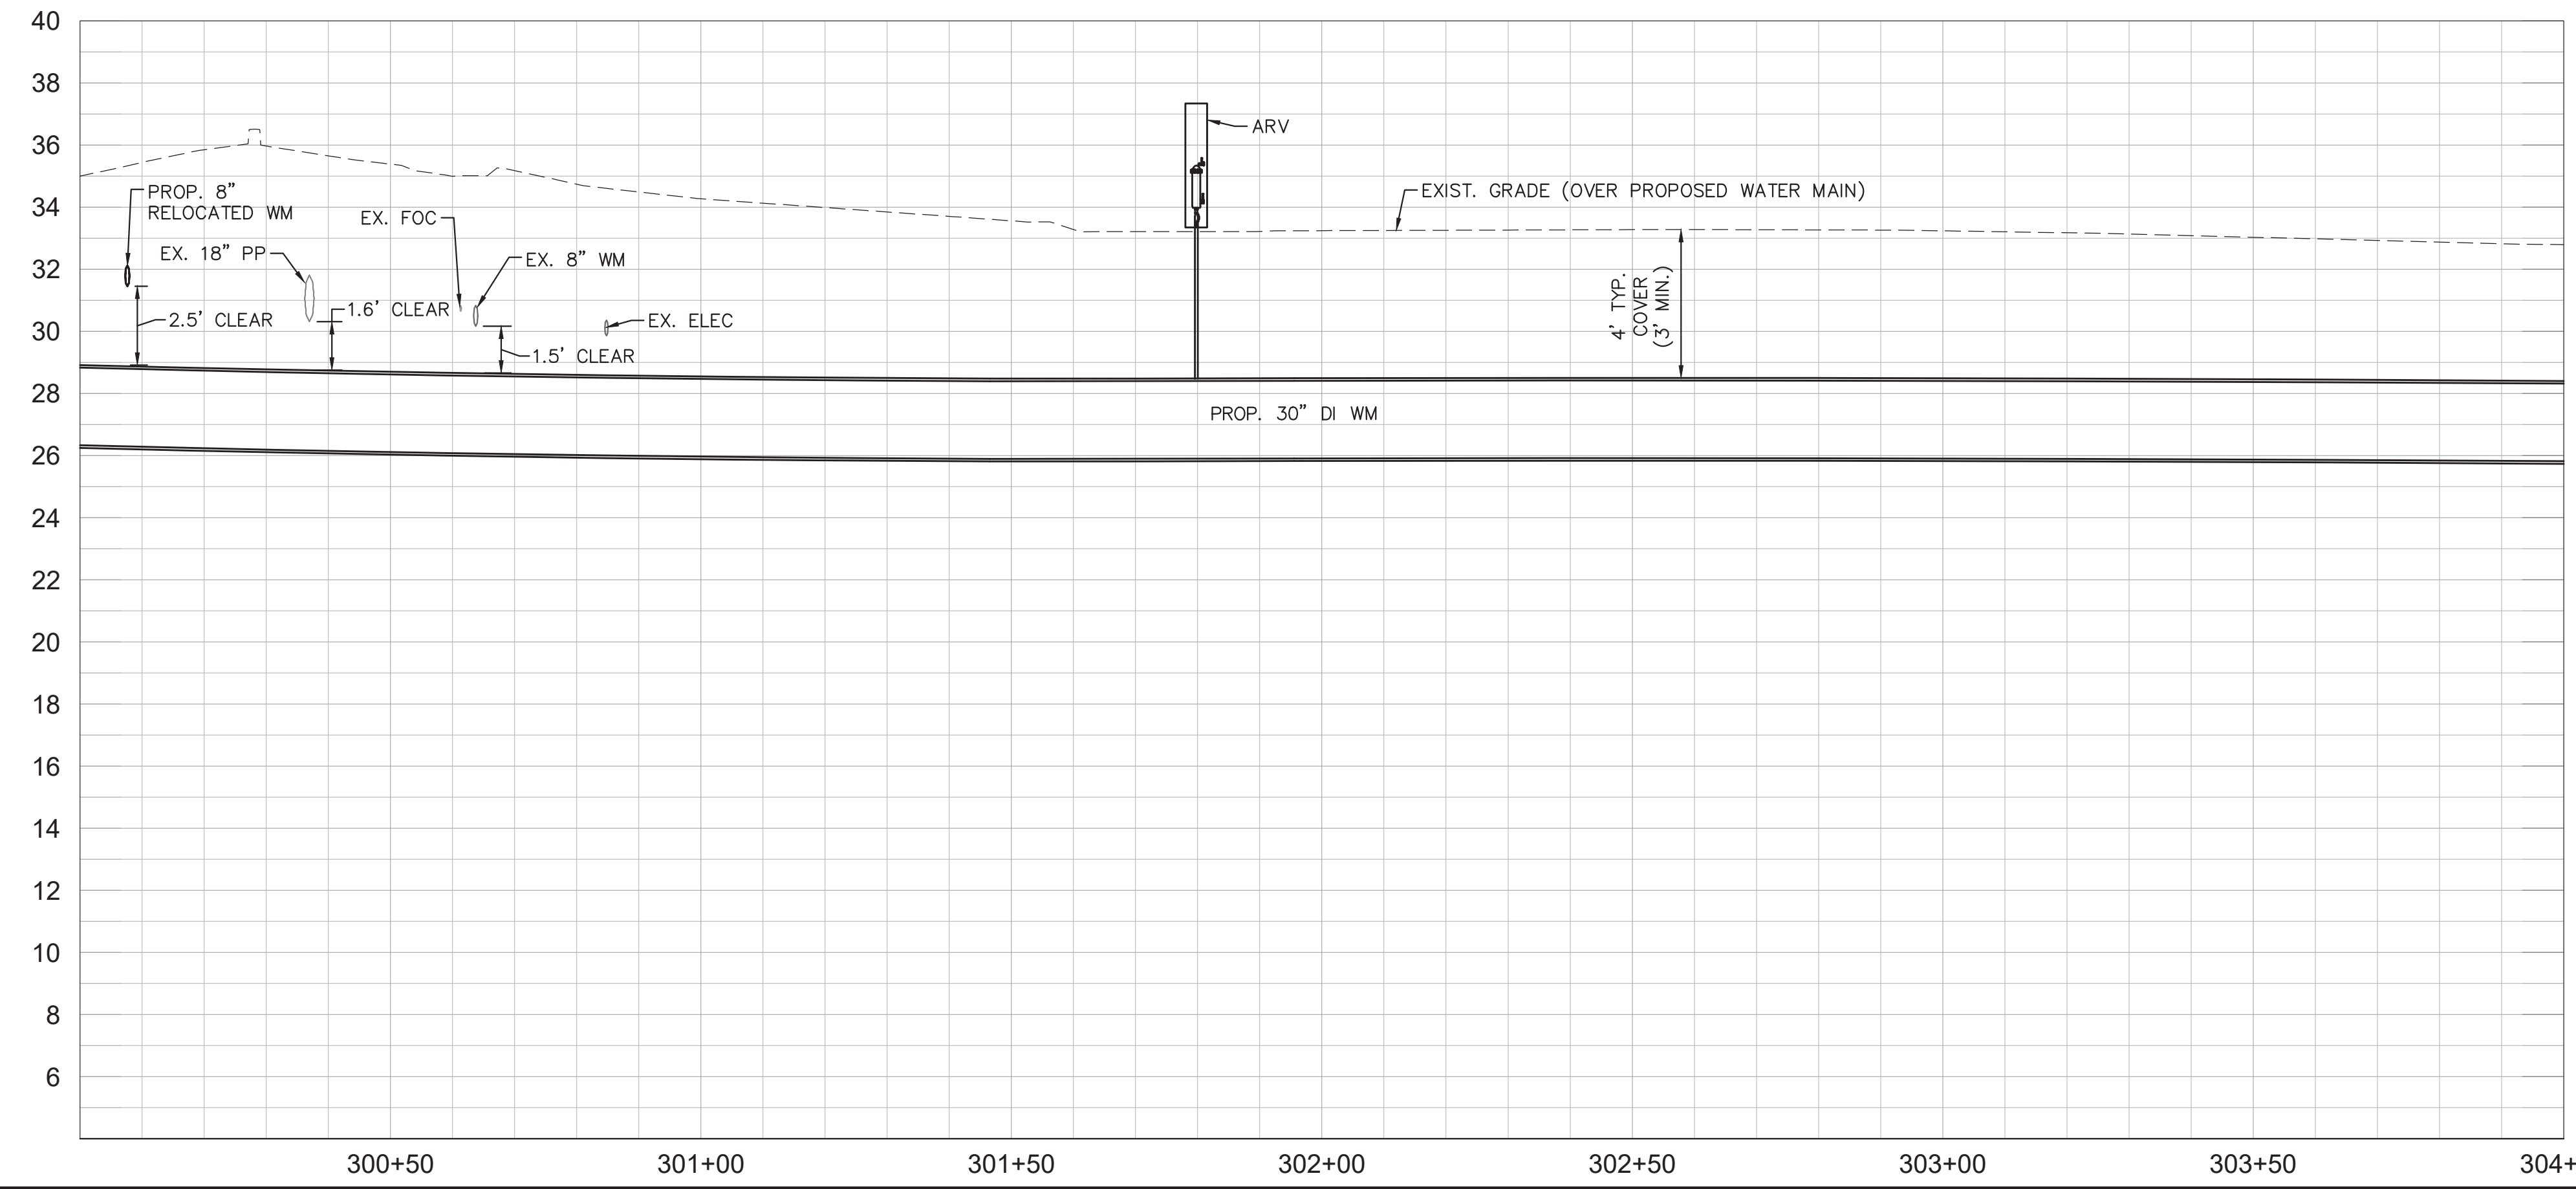 40
38
36
34
32
30
28
26
24
22
20
18
16
14
12
10
8
6
ARV
PROP. 8”
RELOCATED WM
EX. FOC
EXIST. GRADE (OVER PROPOSED WATER MAIN)
EX. 18” PP
EX. 8” WM
2.5’ CLEAR
1.6’ CLEAR
EX. ELEC
1.5’ CLEAR
4’ TYP.
COVER
(3’ MIN.)
PROP. 30” DI WM
300+50
301+00
301+50
302+00
302+50
303+00
303+50
304+